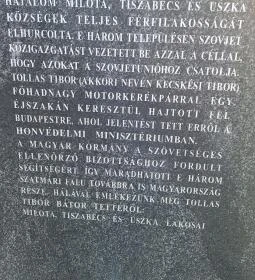 HATALOM MILOTA, TISZABECS ÉS USZKA
KÖZSÉGEK TELJES FÉRFILAKOSSÁGÁT
ELHURCOLTA. E HÁROM TELEPÜLÉSEN SZOVJET
KÖZIGAZGATÁST VEZETETT BE AZZAL A CÉLLAL,
HOGY AZOKAT A SZOVJETUNIÓHOZ CSATOLJA.
TOLLAS TIBOR (AKKORI NEVÉN KECSKÉSI TIBOR)
FŐHADNAGY MOTORKERÉKPÁRRAL EGY
ÉJSZAKÁN KERESZTÜL HAJTOTT FEL
BUDAPESTRE, AHOL JELENTÉST TETT ERRŐL A
HONVÉDELMI MINISZTÉRIUMBAN.
A MAGYAR KORMÁNY A SZÖVETSÉGES
ELLENŐRZŐ BIZOTTSÁGHOZ FORDULT
SEGÍTSÉGÉRT. ÍGY MARADHATOTT E HÁROM
SZATMÁRI FALU TOVÁBBRA IS MAGYARORSZÁG
RÉSZE. HÁLÁVAL EMLÉKEZÜNK MEG TOLLAS
TIBOR BÁTOR TETTÉRŐL.
MILOTA, TISZABECS ÉS USZKA LAKOSAI